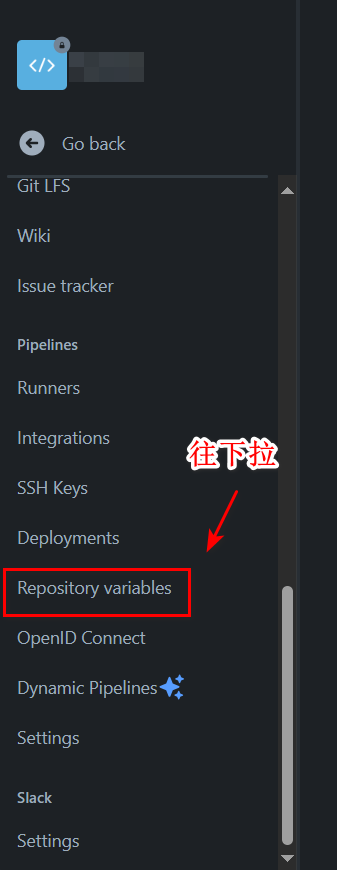 </>
Go back
Git LFS
Wiki
Issue tracker
Pipelines
Runners
Integrations
往下拉
SSH Keys
Deployments
Repository variables
OpenID Connect
Dynamic Pipelines
Settings
Slack
Settings